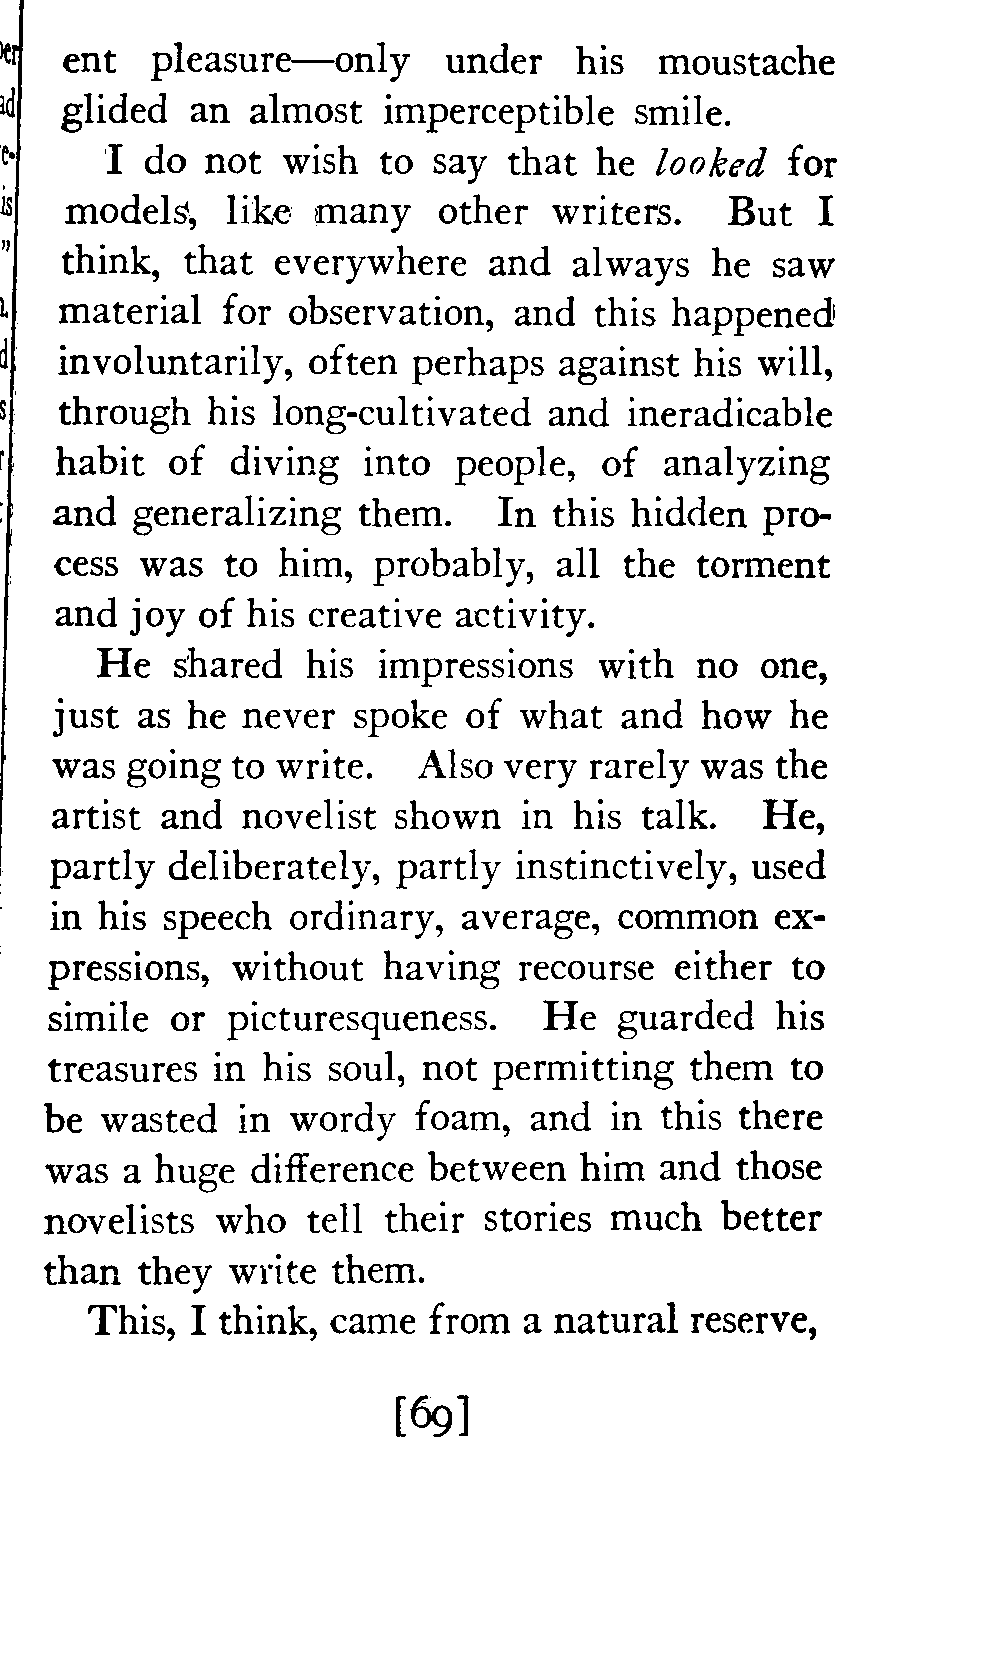 ent pleasure—only under his moustache
glided an almost imperceptible smile.
I do not wish to say that he looked for
models, like many other writers. But I
think, that everywhere and always he saw
material for observation, and this happened
involuntarily, often perhaps against his will,
through his long-cultivated and ineradicable
habit of diving into people, of analyzing
and generalizing them. In this hidden pro-
cess was to him, probably, all the torment
and joy of his creative activity.
He shared his impressions with no one,
just as he never spoke of what and how he
was going to write. Also very rarely was the
artist and novelist shown in his talk. He,
partly deliberately, partly instinctively, used
in his speech ordinary, average, common ex-
pressions, without having recourse either to
simile or picturesqueness. He guarded his
treasures in his soul, not permitting them to
be wasted in wordy foam, and in this there
was a huge difference between him and those
novelists who tell their stories much better
than they write them.
This, I think, came from a natural reserve,
[69]